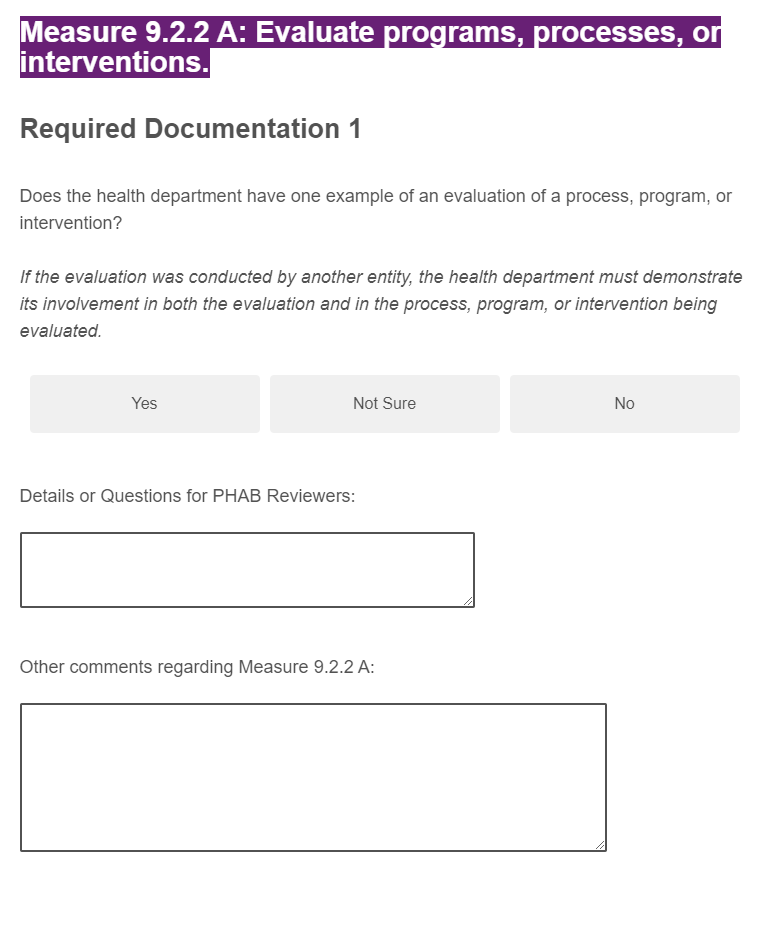 Measure 9.2.2 A: Evaluate programs, processes, or
interventions.
Required Documentation 1
Does the health department have one example of an evaluation of a process, program, or
intervention?
If the evaluation was conducted by another entity, the health department must demonstrate
its involvement in both the evaluation and in the process, program, or intervention being
evaluated.
Yes
Not Sure
No
Details or Questions for PHAB Reviewers:
Other comments regarding Measure 9.2.2 A: